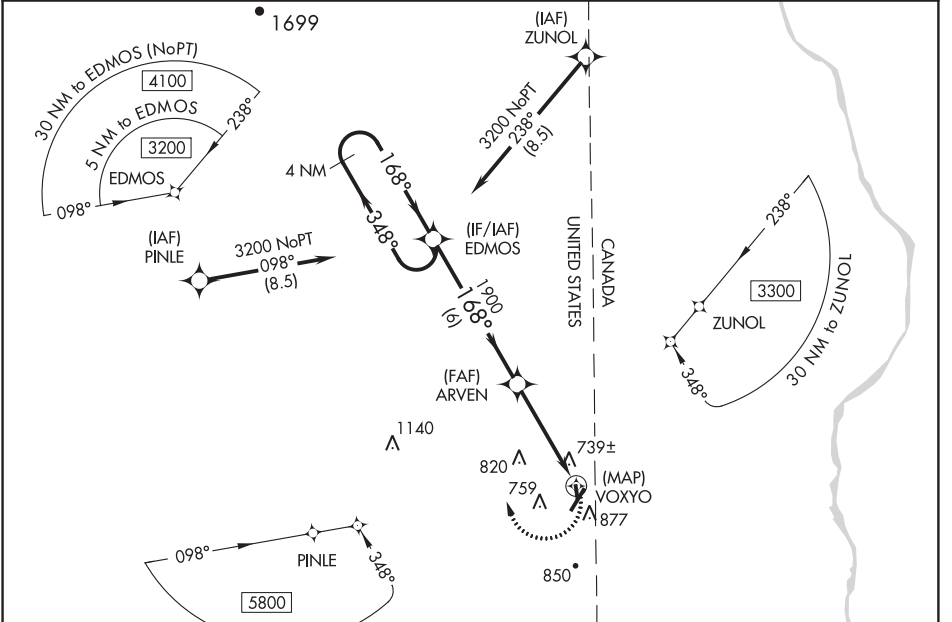 1699
30 NM to EDMOS (NoPT)
4100
5 NM to EDMOS
3200
238°
EDMOS
098°
(IAF)
ZUNOL
3200 NoPT
238°
(8.5)
4 NM
168°
348°
(IF/IAF)
EDMOS
(IAF)
PINLE
3200 NoPT
098°
(8.5)
1900
168°
(6)
UNITED STATES
CANADA
238°
3300
ZUNOL
30 NM to ZUNOL
348°
(FAF)
ARVEN
1140
820
739±
759
(MAP)
VOXYO
877
850
098°
PINLE
348°
5800